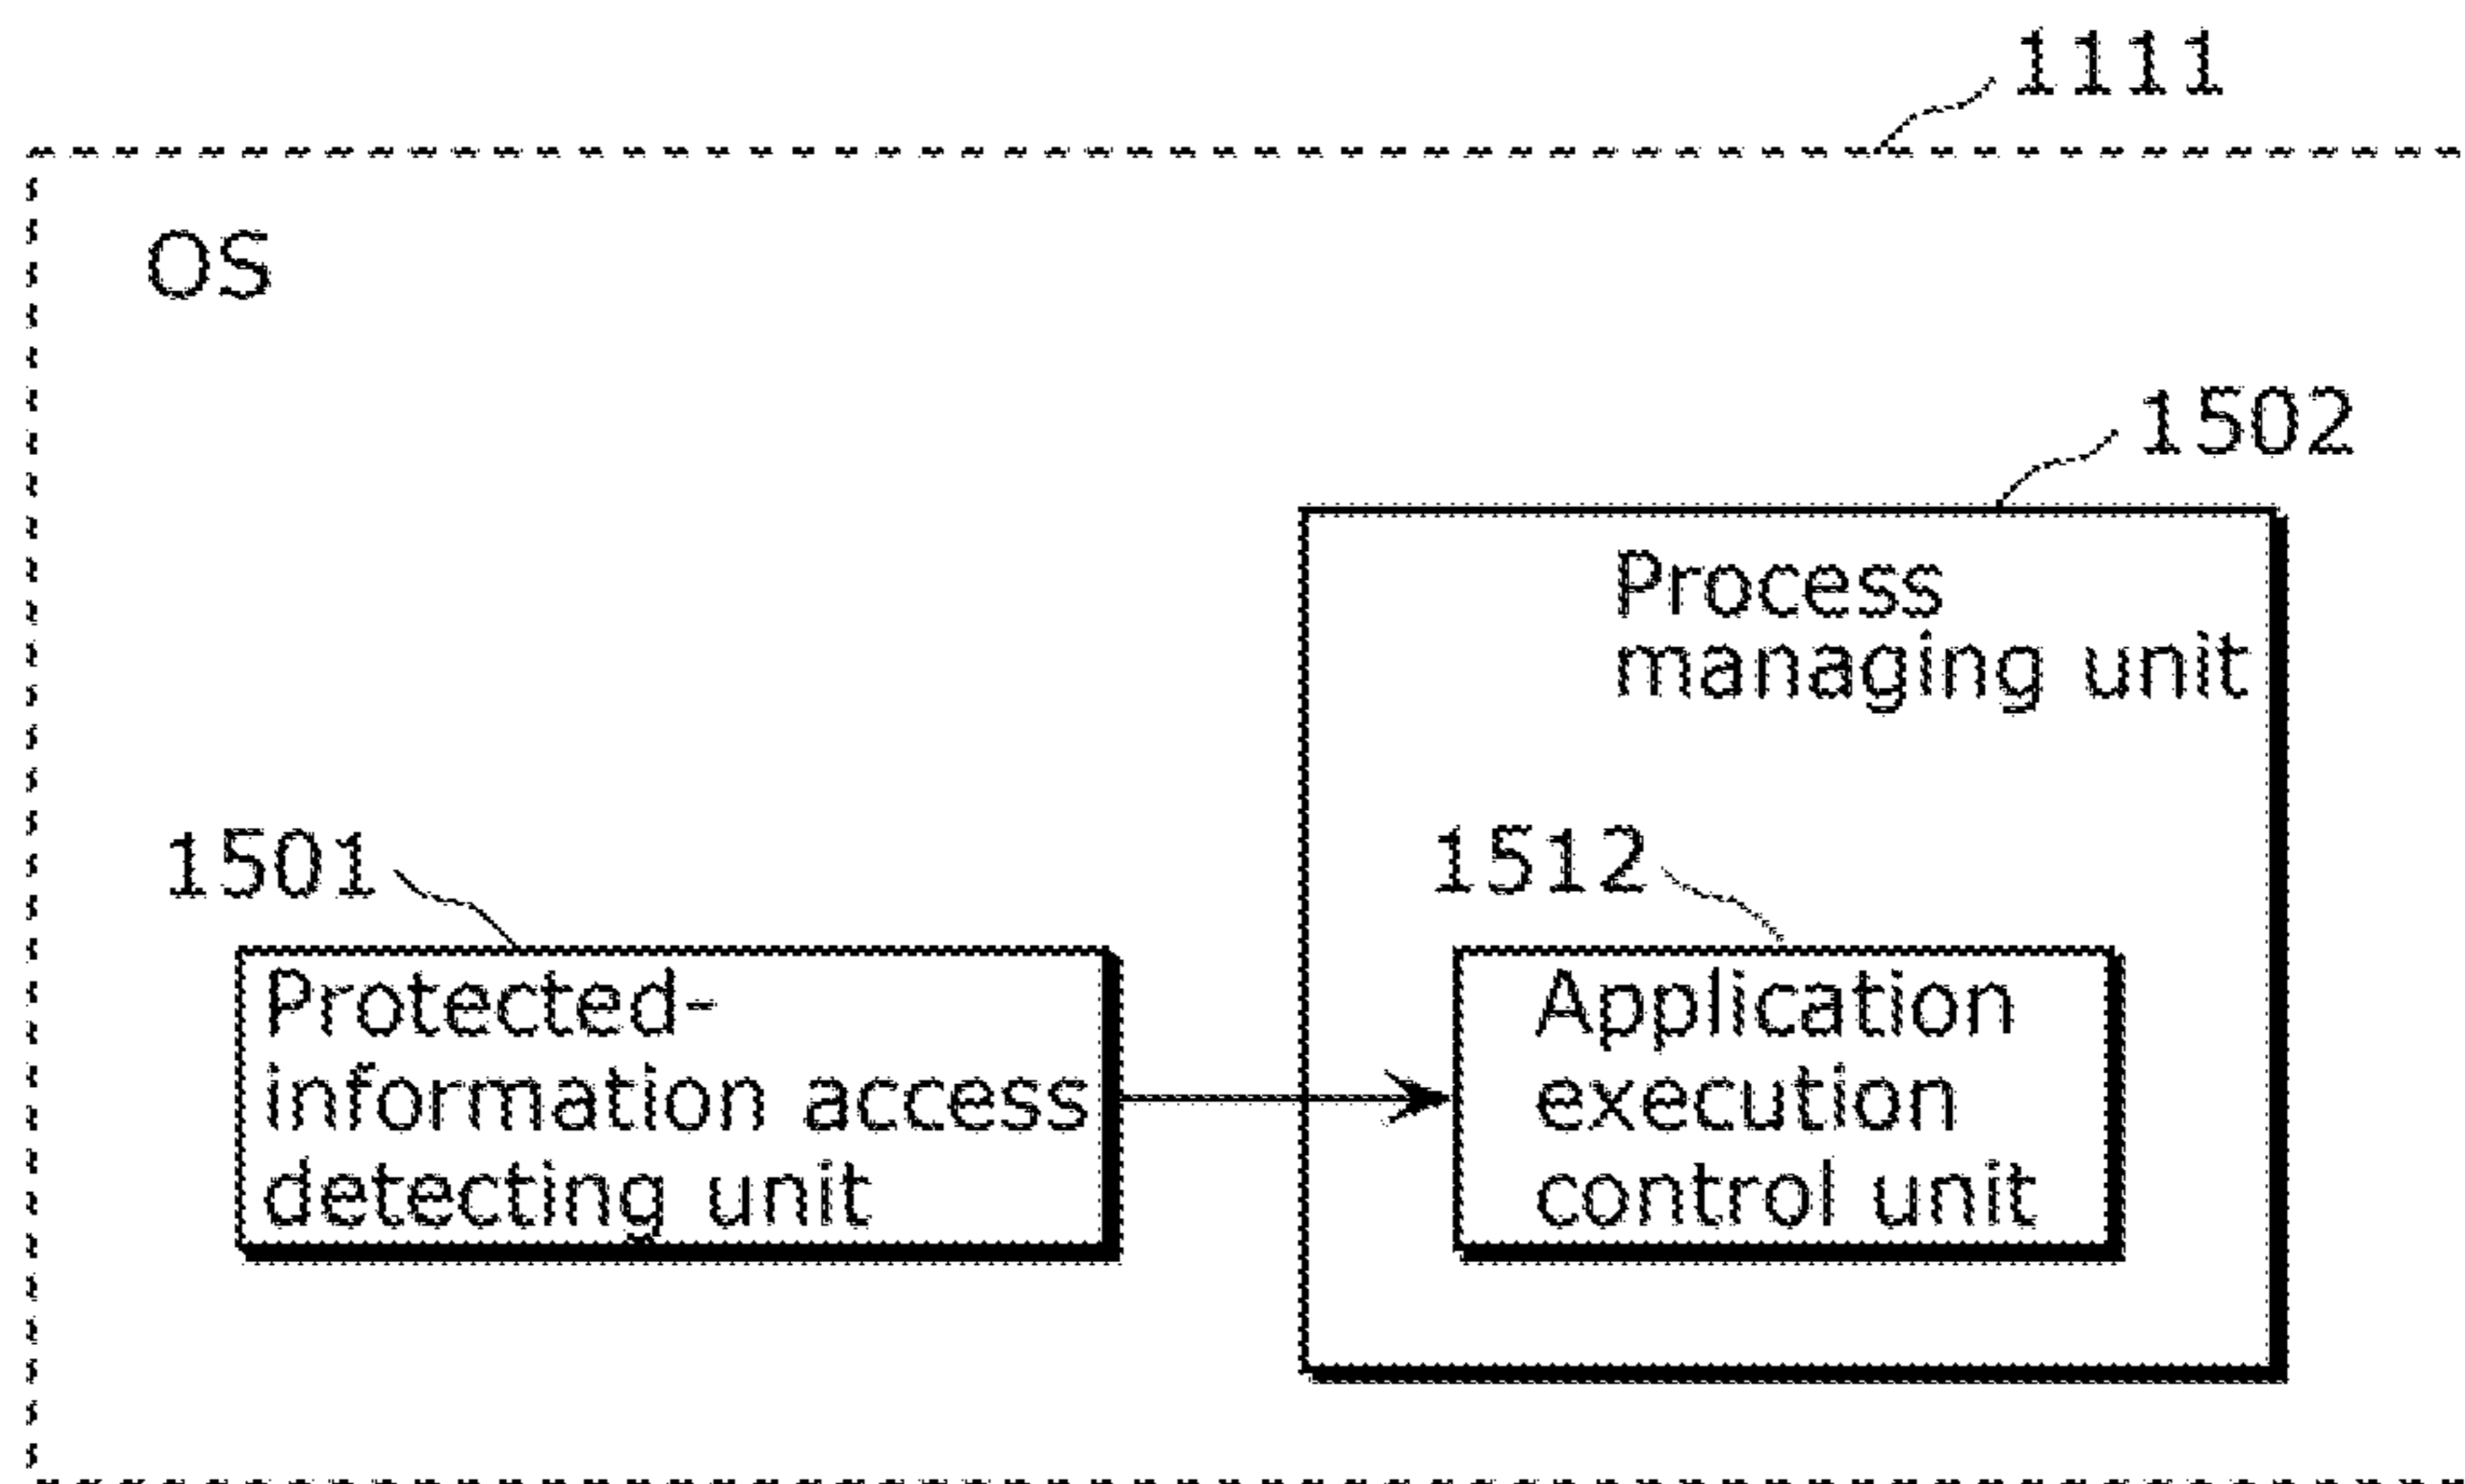 1111
OS
1502
Process
managing unit
1501
1512
Protected-
information access
detecting unit
Application
execution
control unit